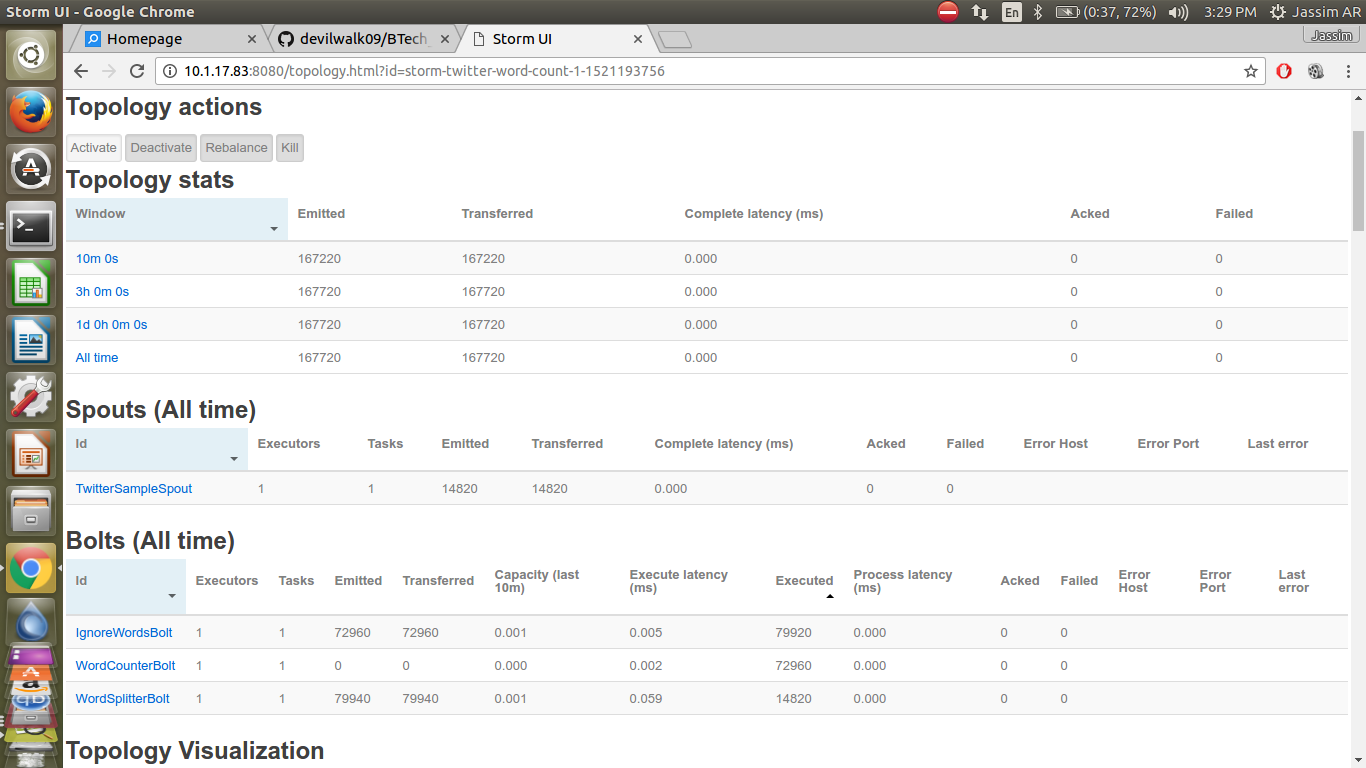 Storm UI - Google Chrome
En
(0:37, 72%)
3:29 PM
Jassim AR
Homepage
devilwalk09/BTech
Storm UI
Jassim
10.1.17.83:8080/topology.html?id=storm-twitter-word-count-1-1521193756
Topology actions
Activate Deactivate Rebalance Kill
Topology stats
Window Emitted Transferred Complete latency (ms) Acked Failed
10m 0s 167220 167220 0.000 0 0
3h 0m 0s 167720 167720 0.000 0 0
1d 0h 0m 0s 167720 167720 0.000 0 0
All time 167720 167720 0.000 0 0
Spouts (All time)
Id Executors Tasks Emitted Transferred Complete latency (ms) Acked Failed Error Host Error Port Last error
TwitterSampleSpout 1 1 14820 14820 0.000 0 0
Bolts (All time)
Id Executors Tasks Emitted Transferred Capacity (last 10m) Execute latency (ms) Executed Process latency (ms) Acked Failed Error Host Error Port Last error
IgnoreWordsBolt 1 1 72960 72960 0.001 0.005 79920 0.000 0 0
WordCounterBolt 1 1 0 0 0.000 0.002 72960 0.000 0 0
WordSplitterBolt 1 1 79940 79940 0.001 0.059 14820 0.000 0 0
Topology Visualization